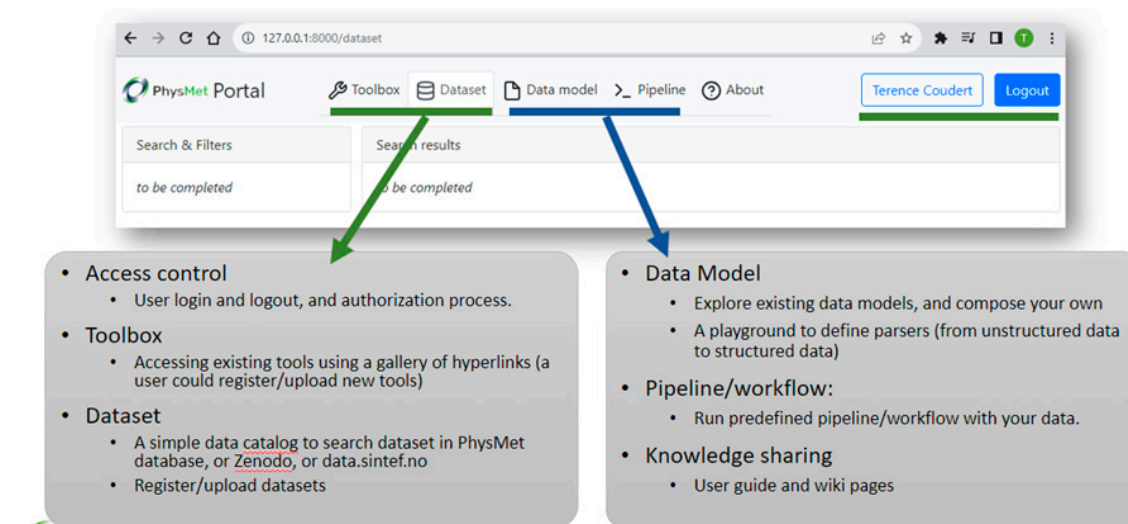 127.0.0.1:8000/dataset
T
PhysMet Portal
Toolbox
Dataset
Data model
Pipeline
About
Terence Coudert
Logout
Search & Filters
Search results
to be completed
be completed
• Access control
• User login and logout, and authorization process.
• Toolbox
• Accessing existing tools using a gallery of hyperlinks (a
user could register/upload new tools)
• Dataset
• A simple data catalog to search dataset in PhysMet
database, or Zenodo, or data.sintef.no
• Register/upload datasets
• Data Model
• Explore existing data models, and compose your own
• A playground to define parsers (from unstructured data
to structured data)
• Pipeline/workflow:
• Run predefined pipeline/workflow with your data.
• Knowledge sharing
• User guide and wiki pages